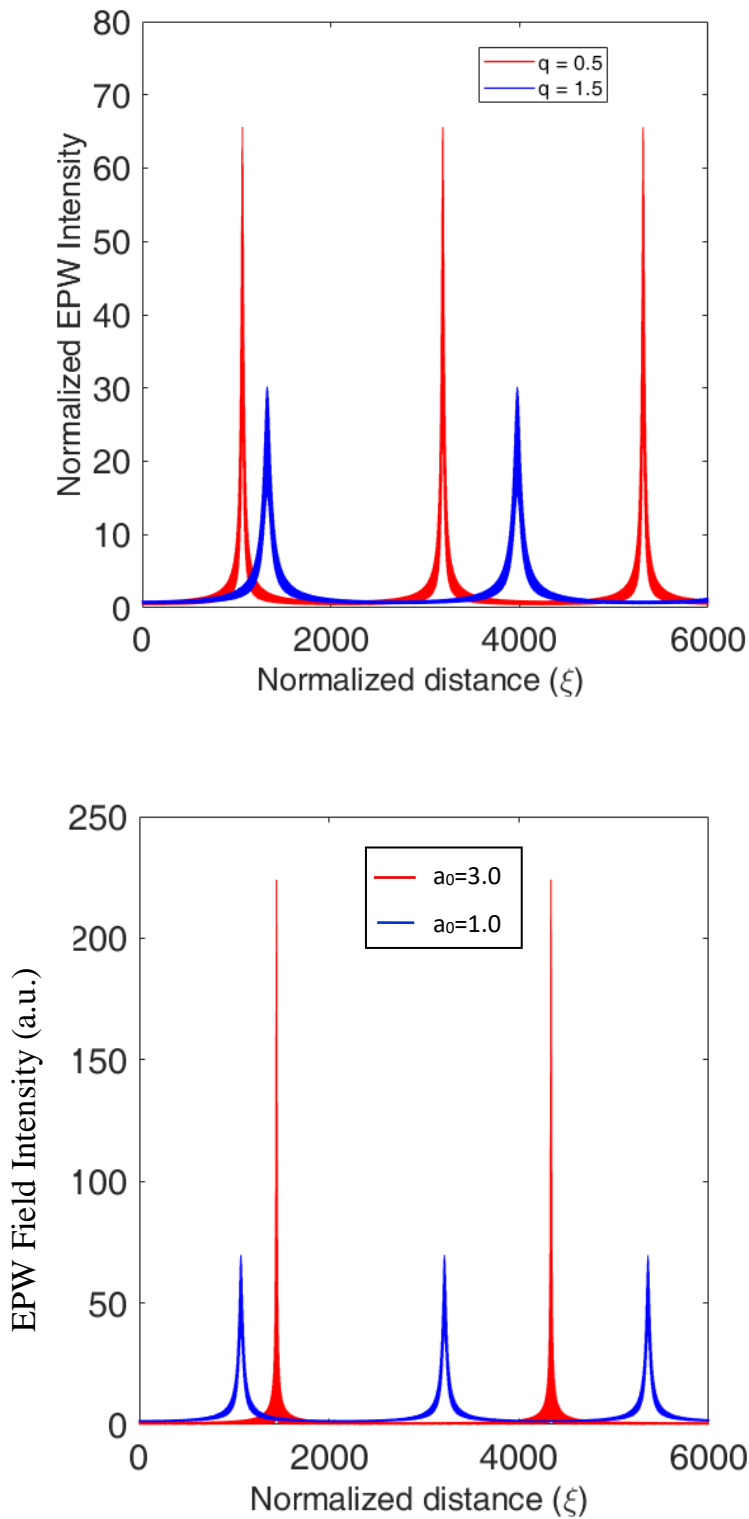 80
70
60
50
40
30
20
10
0
Normalized EPW Intensity
q = 0.5
q = 1.5
0 2000 4000 6000
Normalized distance (ξ)
250
200
150
100
50
0
EPW Field Intensity (a.u.)
a₀=3.0
a₀=1.0
0 2000 4000 6000
Normalized distance (ξ)